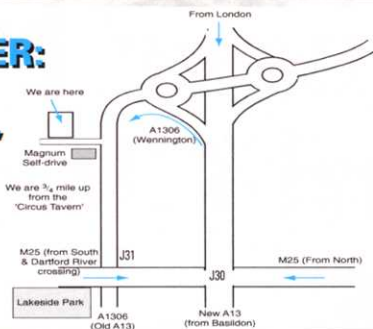 ER:
From London
We are here
A1306
(Wennington)
Magnum
Self-drive
We are 3/4 mile up
from the
'Circus Tavern'
M25 (from South
& Dartford River
crossing)
J31
J30
M25 (From North)
Lakeside Park
A1306
(Old A13)
New A13
(from Basildon)